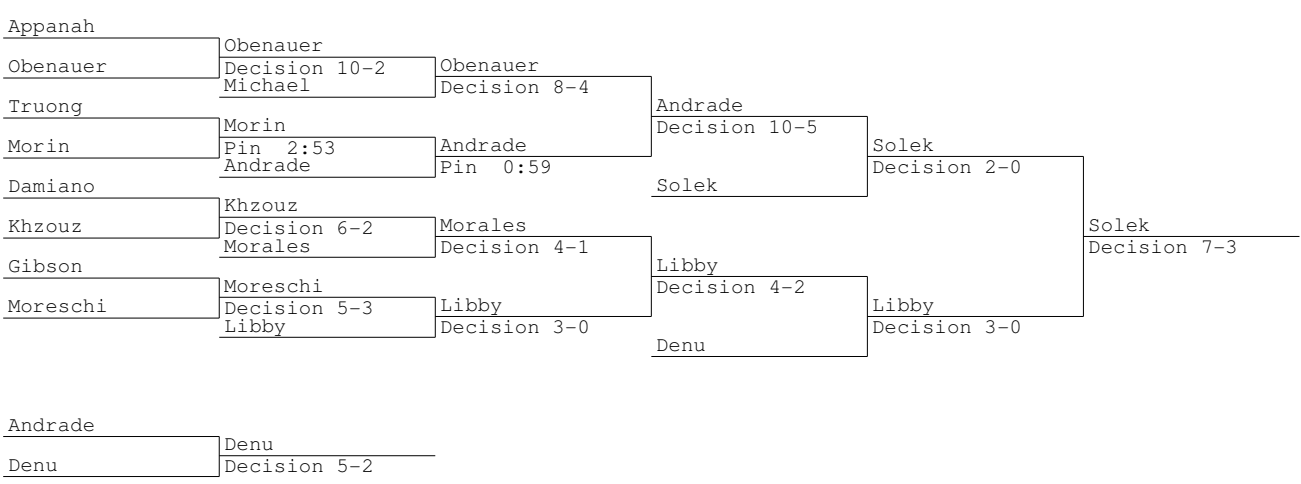 Appanah
Obenauer
Obenauer
Decision 10-2
Michael
Obenauer
Decision 8-4
Truong
Morin
Morin
Pin 2:53
Andrade
Andrade
Pin 0:59
Andrade
Decision 10-5
Solek
Solek
Decision 2-0
Damiano
Khzouz
Khzouz
Decision 6-2
Morales
Morales
Decision 4-1
Gibson
Moreschi
Moreschi
Decision 5-3
Libby
Libby
Decision 3-0
Libby
Decision 4-2
Denu
Libby
Decision 3-0
Solek
Decision 7-3
Andrade
Denu
Denu
Decision 5-2